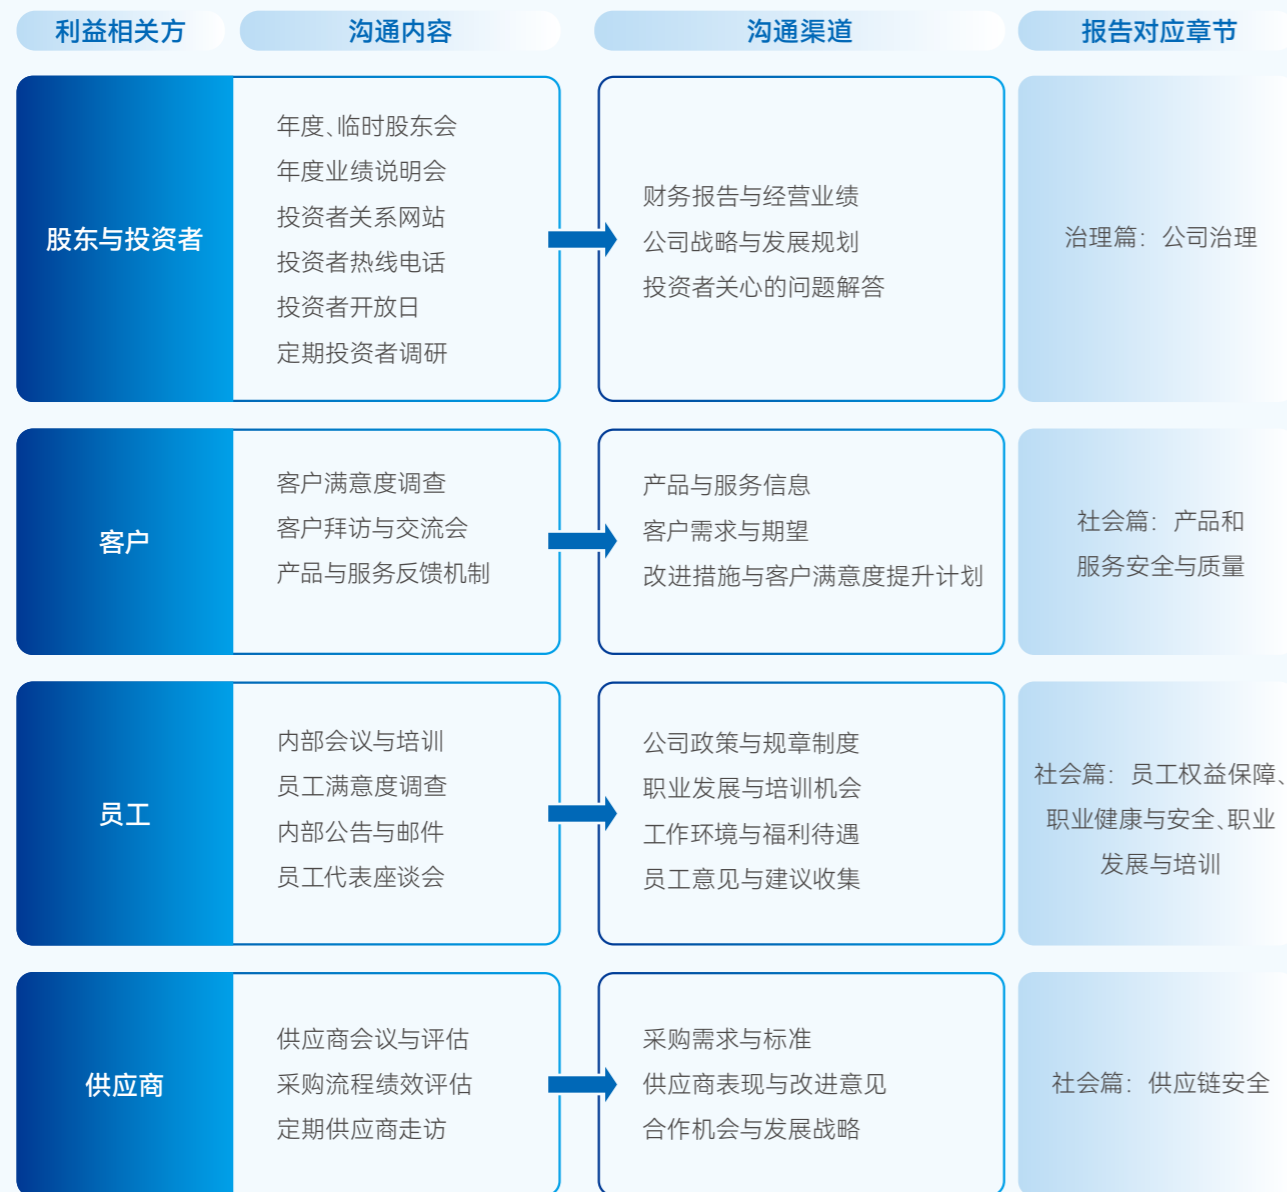 利益相关方
沟通内容
沟通渠道
报告对应章节
股东与投资者
年度、临时股东会
年度业绩说明会
投资者关系网站
投资者热线电话
投资者开放日
定期投资者调研
财务报告与经营业绩
公司战略与发展规划
投资者关心的问题解答
治理篇：公司治理
客户
客户满意度调查
客户拜访与交流会
产品与服务反馈机制
产品与服务信息
客户需求与期望
改进措施与客户满意度提升计划
社会篇：产品和
服务安全与质量
员工
内部会议与培训
员工满意度调查
内部公告与邮件
员工代表座谈会
公司政策与规章制度
职业发展与培训机会
工作环境与福利待遇
员工意见与建议收集
社会篇：员工权益保障、
职业健康与安全、职业
发展与培训
供应商
供应商会议与评估
采购流程绩效评估
定期供应商走访
采购需求与标准
供应商表现与改进意见
合作机会与发展战略
社会篇：供应链安全